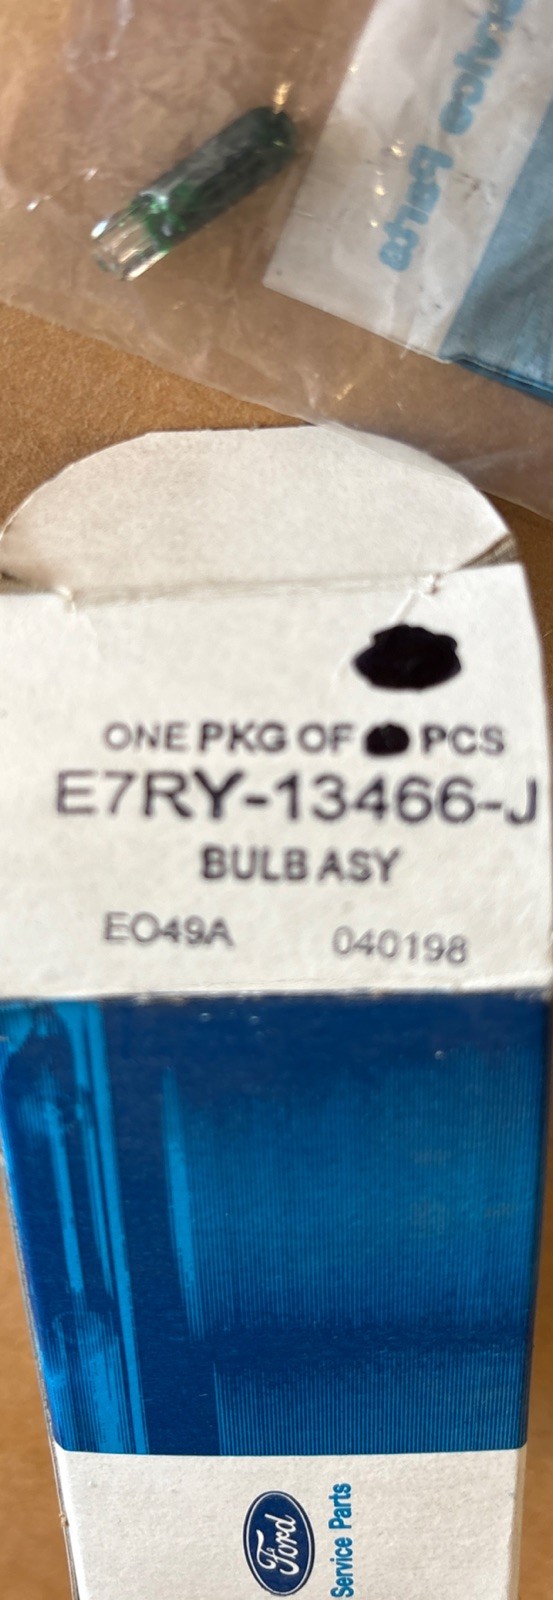 Service Parts
ONE PKG OF PCS
E7RY-13466-J
BULB ASY
EO49A 040198
Ford
Service Parts